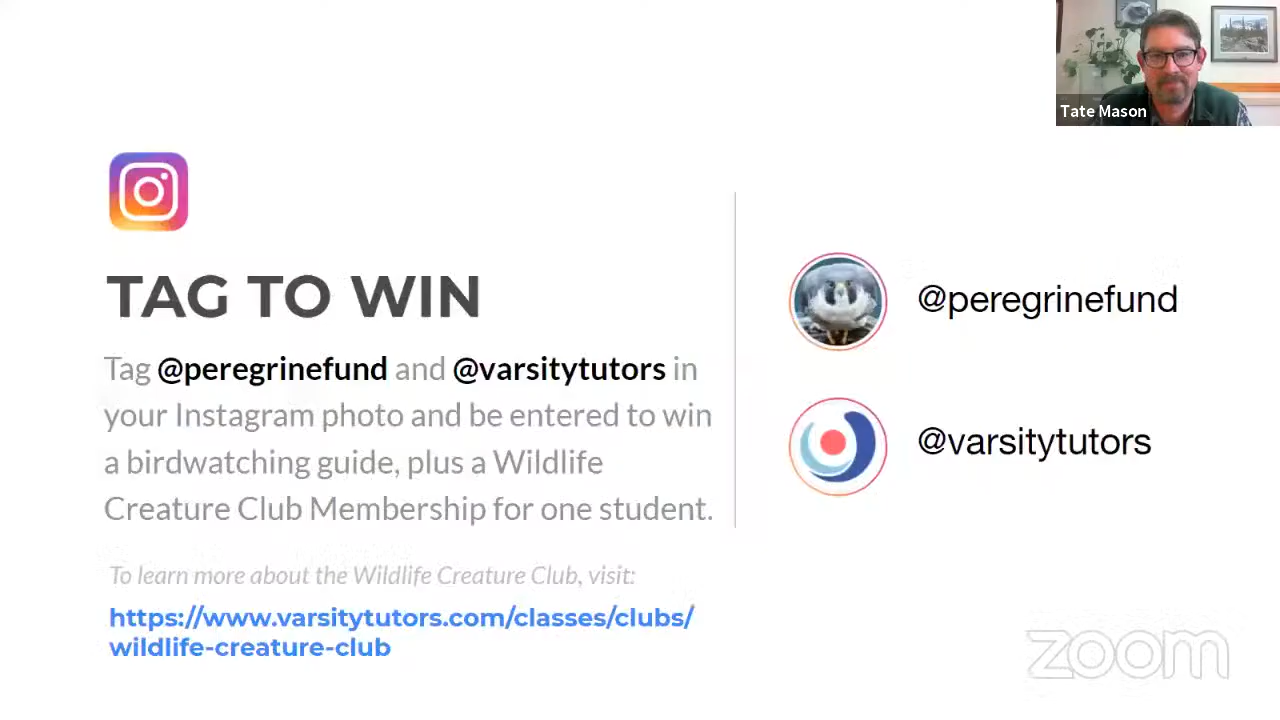 Tate Mason
TAG TO WIN
Tag @peregrinefund and @varsitytutors in
your Instagram photo and be entered to win
a birdwatching guide, plus a Wildlife
Creature Club Membership for one student.
To learn more about the Wildlife Creature Club, visit:
https://www.varsitytutors.com/classes/clubs/
wildlife-creature-club
@peregrinefund
@varsitytutors
zoom